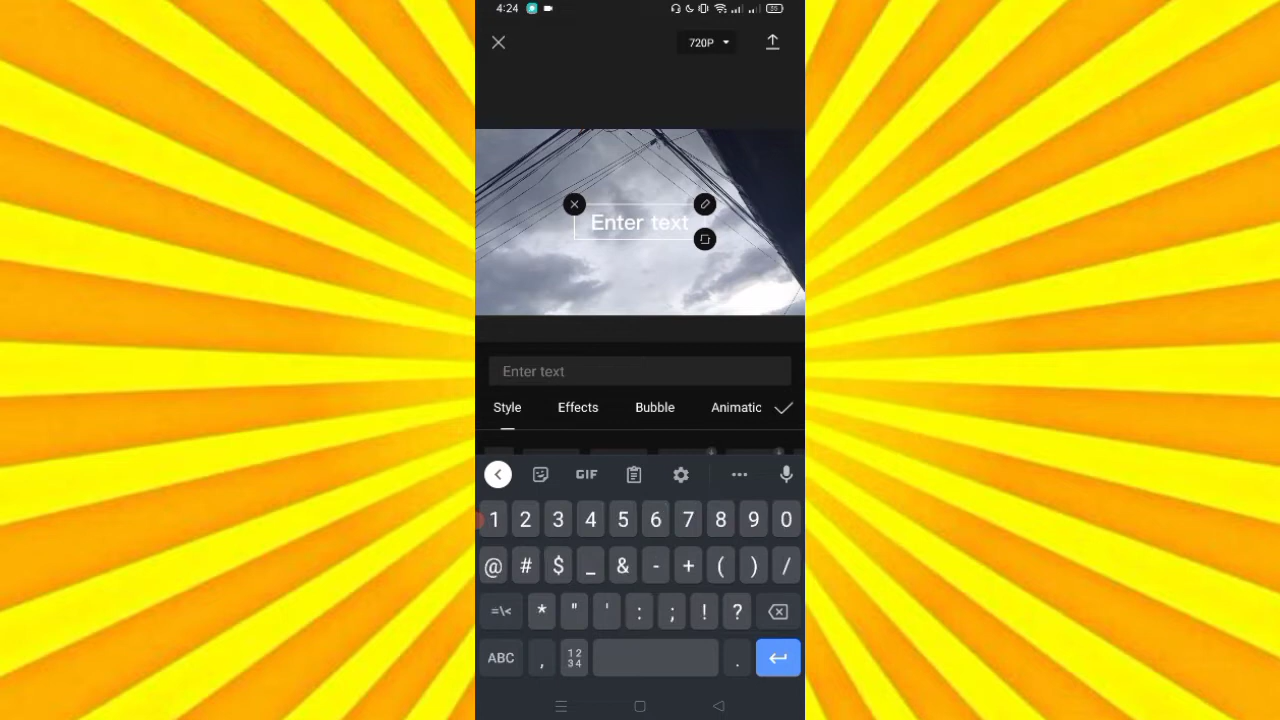 4:24
720P
Enter text
Enter text
Style Effects Bubble Animatic
GIF
1 2 3 4 5 6 7 8 9 0
@ # $ _ & - + ( ) /
=\< * " ' : ; ! ?
ABC , 12 34 .